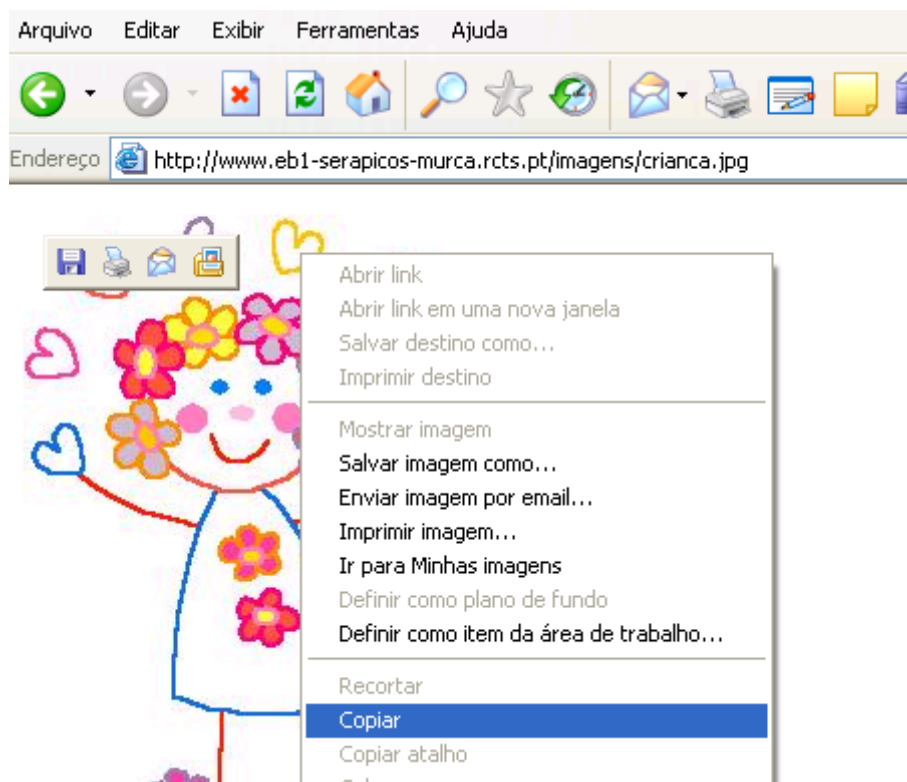 Arquivo Editar Exibir Ferramentas Ajuda
Endereço http://www.eb1-serapicos-murca.rcts.pt/imagens/crianca.jpg
Abrir link
Abrir link em uma nova janela
Salvar destino como...
Imprimir destino
Mostrar imagem
Salvar imagem como...
Enviar imagem por email...
Imprimir imagem...
Ir para Minhas imagens
Definir como plano de fundo
Definir como item da área de trabalho...
Recortar
Copiar
Copiar atalho